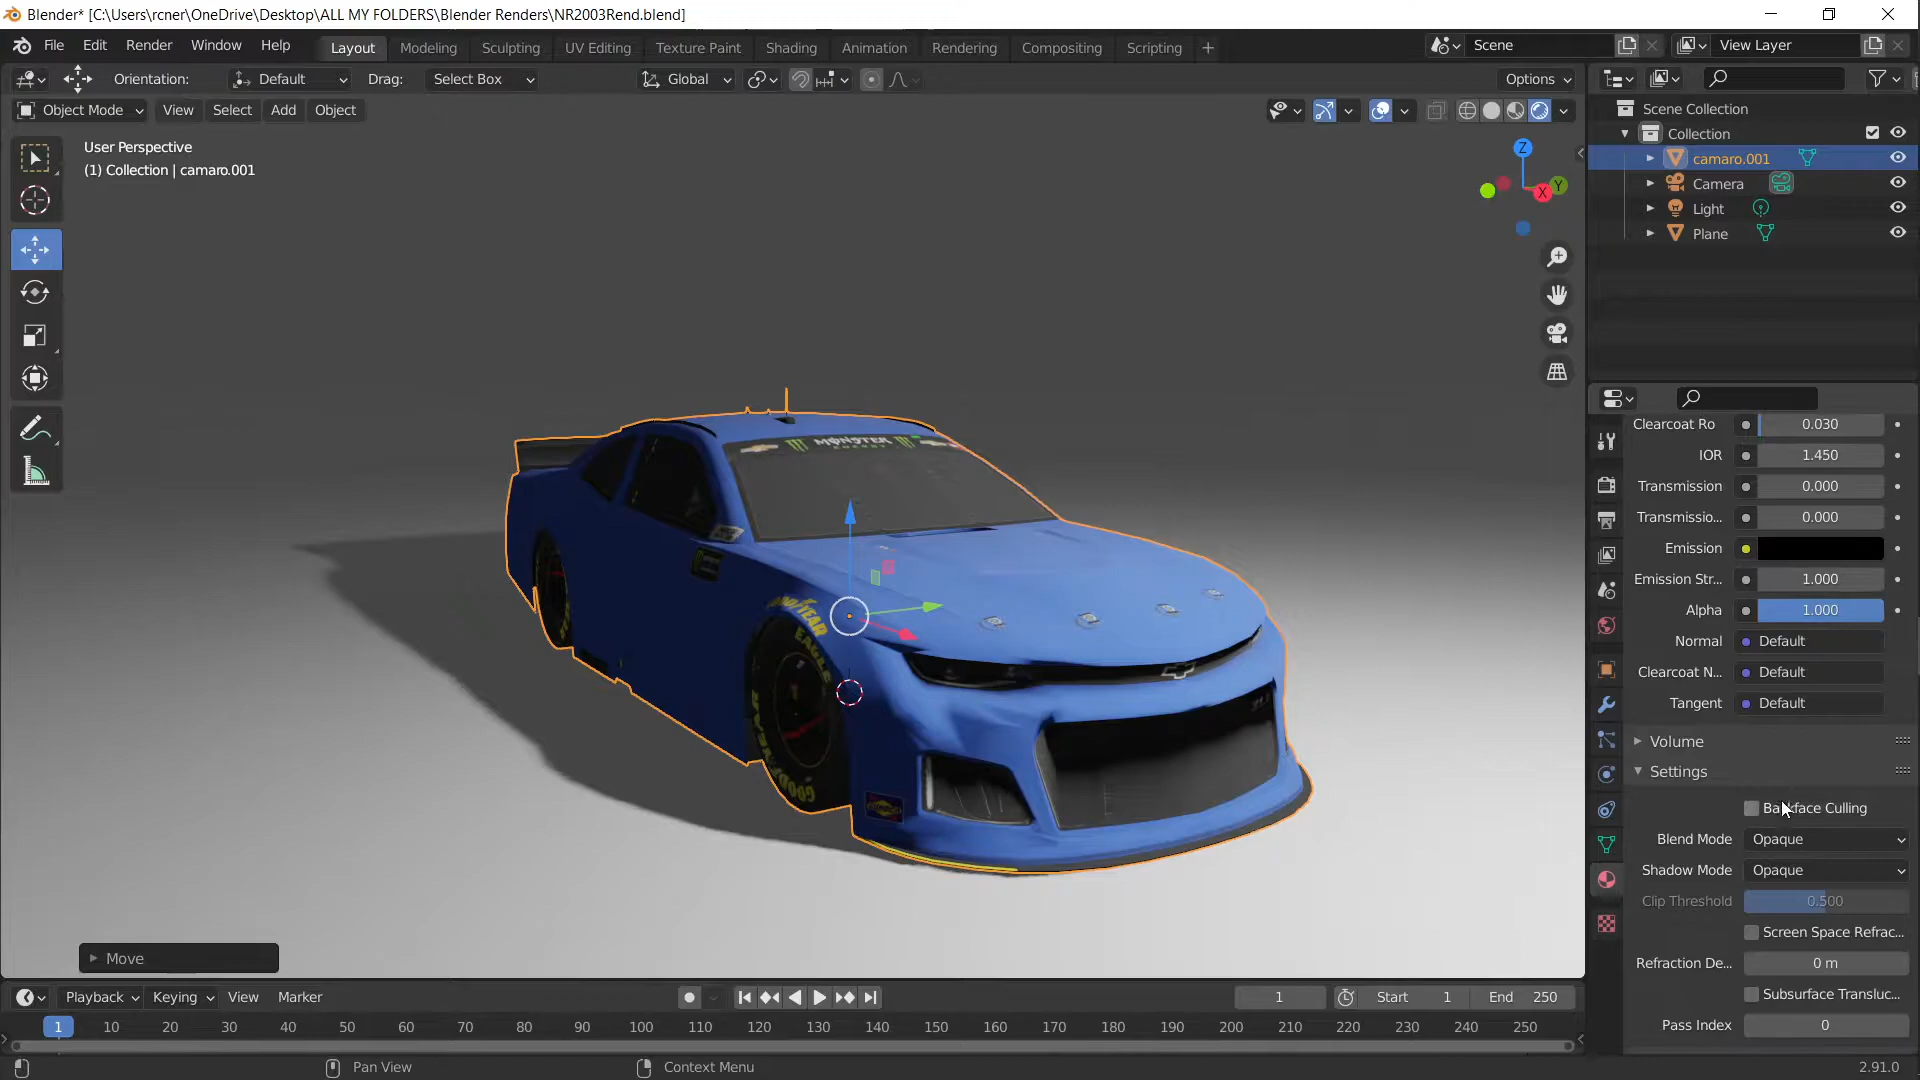 Blender* [C:\Users\rcner\OneDrive\Desktop\ALL MY FOLDERS\Blender Renders\NR2003Rend.blend]
File Edit Render Window Help Layout Modeling Sculpting UV Editing Texture Paint Shading Animation Rendering Compositing Scripting + Scene View Layer
Orientation: Default Drag: Select Box Global Options
Object Mode View Select Add Object
User Perspective
(1) Collection | camaro.001
Z
Y
X
Scene Collection
Collection
camaro.001
Camera
Light
Plane
MONSTER
ENERGY
GOODYEAR
EAGLE
GOODYEAR
ZL1
SUNOCO
Clearcoat Ro 0.030
IOR 1.450
Transmission 0.000
Transmissio... 0.000
Emission
Emission Str... 1.000
Alpha 1.000
Normal Default
Clearcoat N... Default
Tangent Default
Volume
Settings
Backface Culling
Blend Mode Opaque
Shadow Mode Opaque
Clip Threshold 0.500
Screen Space Refrac...
Refraction De... 0 m
Subsurface Transluc...
Pass Index 0
Move
Playback Keying View Marker 1 Start 1 End 250
1 10 20 30 40 50 60 70 80 90 100 110 120 130 140 150 160 170 180 190 200 210 220 230 240 250
Pan View Context Menu 2.91.0